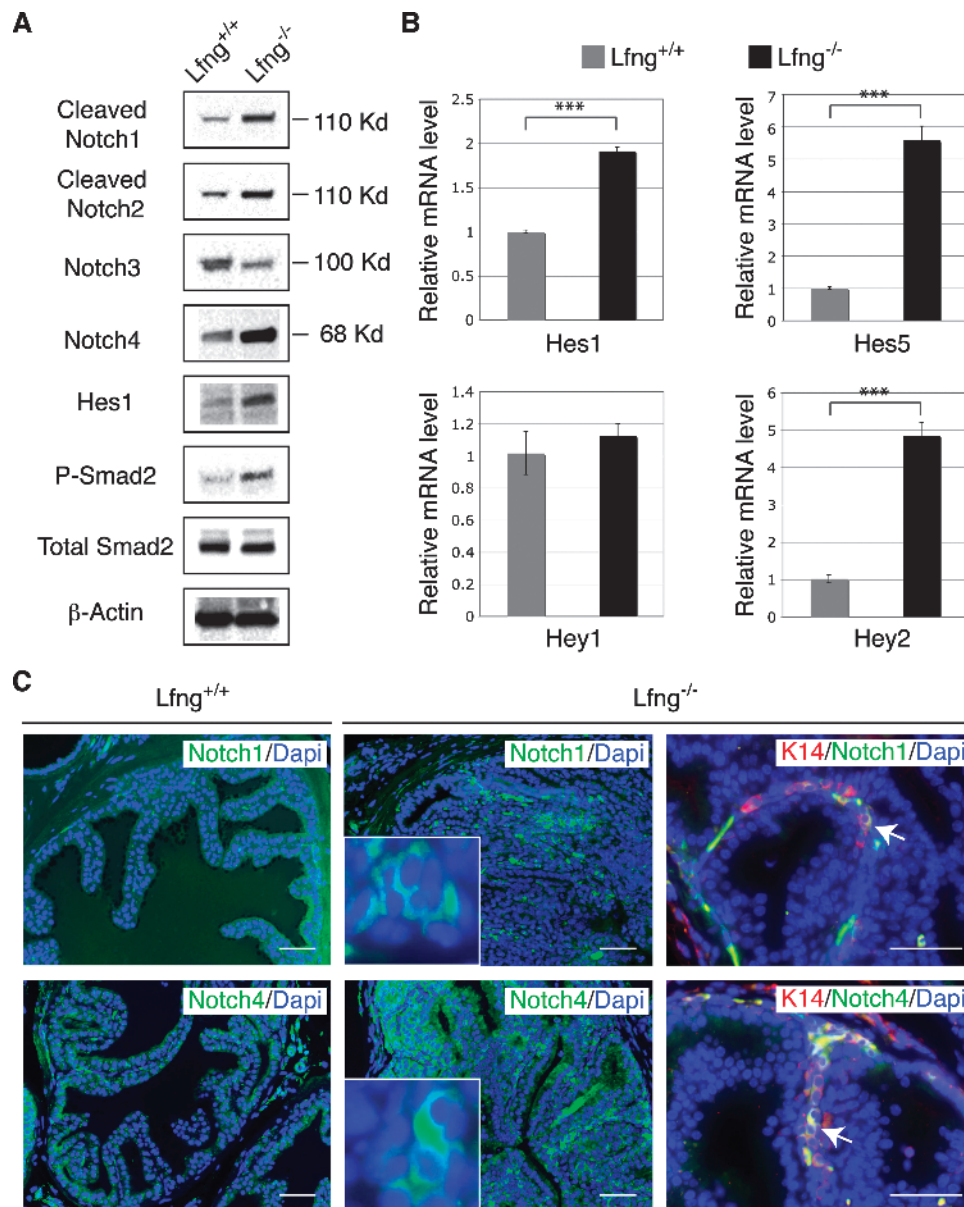 A
Lfng+/+
Lfng-/-
Cleaved
Notch1
110 Kd
Cleaved
Notch2
110 Kd
Notch3
100 Kd
Notch4
68 Kd
Hes1
P-Smad2
Total Smad2
β-Actin
B
Lfng+/+
Lfng-/-
Relative mRNA level
2.5
2
1.5
1
0.5
0
***
Hes1
Relative mRNA level
7
6
5
4
3
2
1
0
***
Hes5
Relative mRNA level
1.4
1.2
1
0.8
0.6
0.4
0.2
0
Hey1
Relative mRNA level
6
5
4
3
2
1
0
***
Hey2
C
Lfng+/+
Lfng-/-
Notch1/Dapi
Notch1/Dapi
K14/Notch1/Dapi
Notch4/Dapi
Notch4/Dapi
K14/Notch4/Dapi